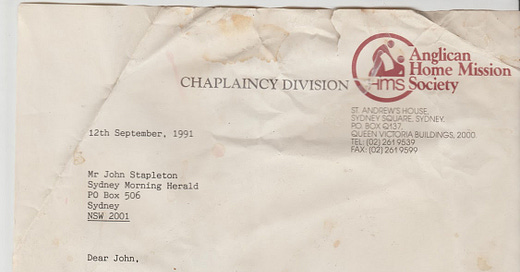 Anglican
Home Mission
Society
HMS
CHAPLAINCY DIVISION
ST. ANDREW'S HOUSE,
SYDNEY SQUARE, SYDNEY.
P.O. BOX Q137,
QUEEN VICTORIA BUILDINGS, 2000
TEL: (02) 261 9539
FAX: (02) 261 9599
12th September, 1991
Mr John Stapleton
Sydney Morning Herald
PO Box 506
Sydney
NSW 2001
Dear John,